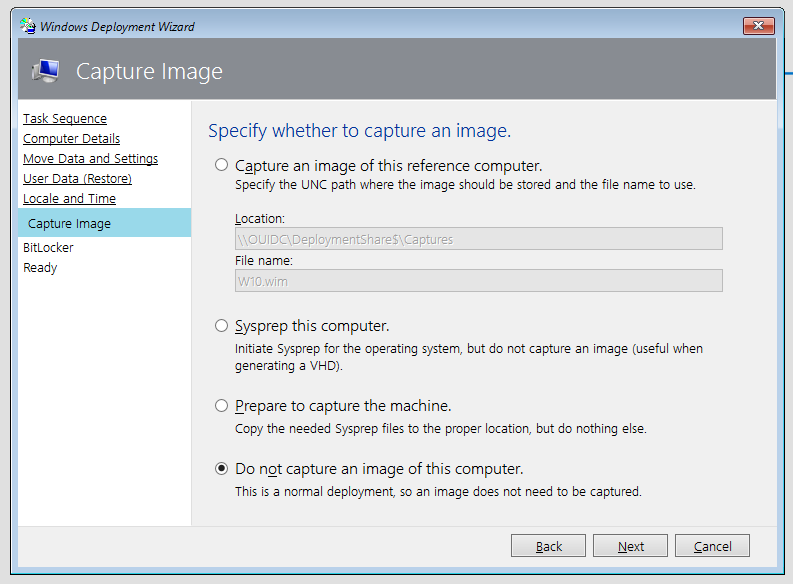 Windows Deployment Wizard
Capture Image
Task Sequence
Computer Details
Move Data and Settings
User Data (Restore)
Locale and Time
Capture Image
BitLocker
Ready
Specify whether to capture an image.
Capture an image of this reference computer.
Specify the UNC path where the image should be stored and the file name to use.
Location:
\\OUIDC\DeploymentShare$\Captures
File name:
W10.wim
Sysprep this computer.
Initiate Sysprep for the operating system, but do not capture an image (useful when
generating a VHD).
Prepare to capture the machine.
Copy the needed Sysprep files to the proper location, but do nothing else.
Do not capture an image of this computer.
This is a normal deployment, so an image does not need to be captured.
Back
Next
Cancel